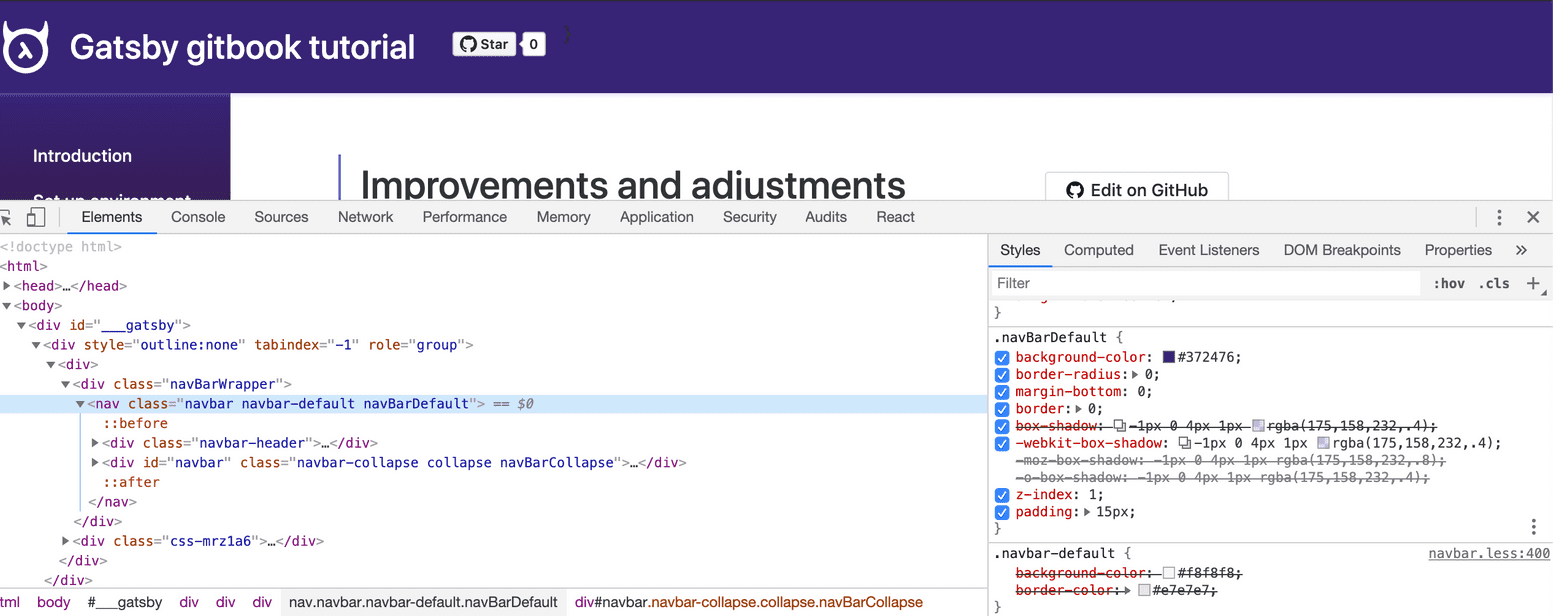 Gatsby gitbook tutorial Star 0
Introduction
Improvements and adjustments
Edit on GitHub
Set up environment
Elements Console Sources Network Performance Memory Application Security Audits React
<!doctype html>
<html>
<head>…</head>
<body>
<div id="___gatsby">
<div style="outline:none" tabindex="-1" role="group">
<div>
<div class="navBarWrapper">
<nav class="navbar navbar-default navBarDefault"> == $0
::before
<div class="navbar-header">…</div>
<div id="navbar" class="navbar-collapse collapse navBarCollapse">…</div>
::after
</nav>
</div>
<div class="css-mrz1a6">…</div>
</div>
</div>
tml body #___gatsby div div div nav.navbar.navbar-default.navBarDefault div#navbar.navbar-collapse.collapse.navBarCollapse
Styles Computed Event Listeners DOM Breakpoints Properties »
Filter :hov .cls +
}
.navBarDefault {
background-color: #372476;
border-radius: 0;
margin-bottom: 0;
border: 0;
box-shadow: -1px 0 4px 1px rgba(175,158,232,.4);
-webkit-box-shadow: -1px 0 4px 1px rgba(175,158,232,.4);
-moz-box-shadow: -1px 0 4px 1px rgba(175,158,232,.8);
-o-box-shadow: -1px 0 4px 1px rgba(175,158,232,.4);
z-index: 1;
padding: 15px;
}
.navbar-default { navbar.less:400
background-color: #f8f8f8;
border-color: #e7e7e7;
}